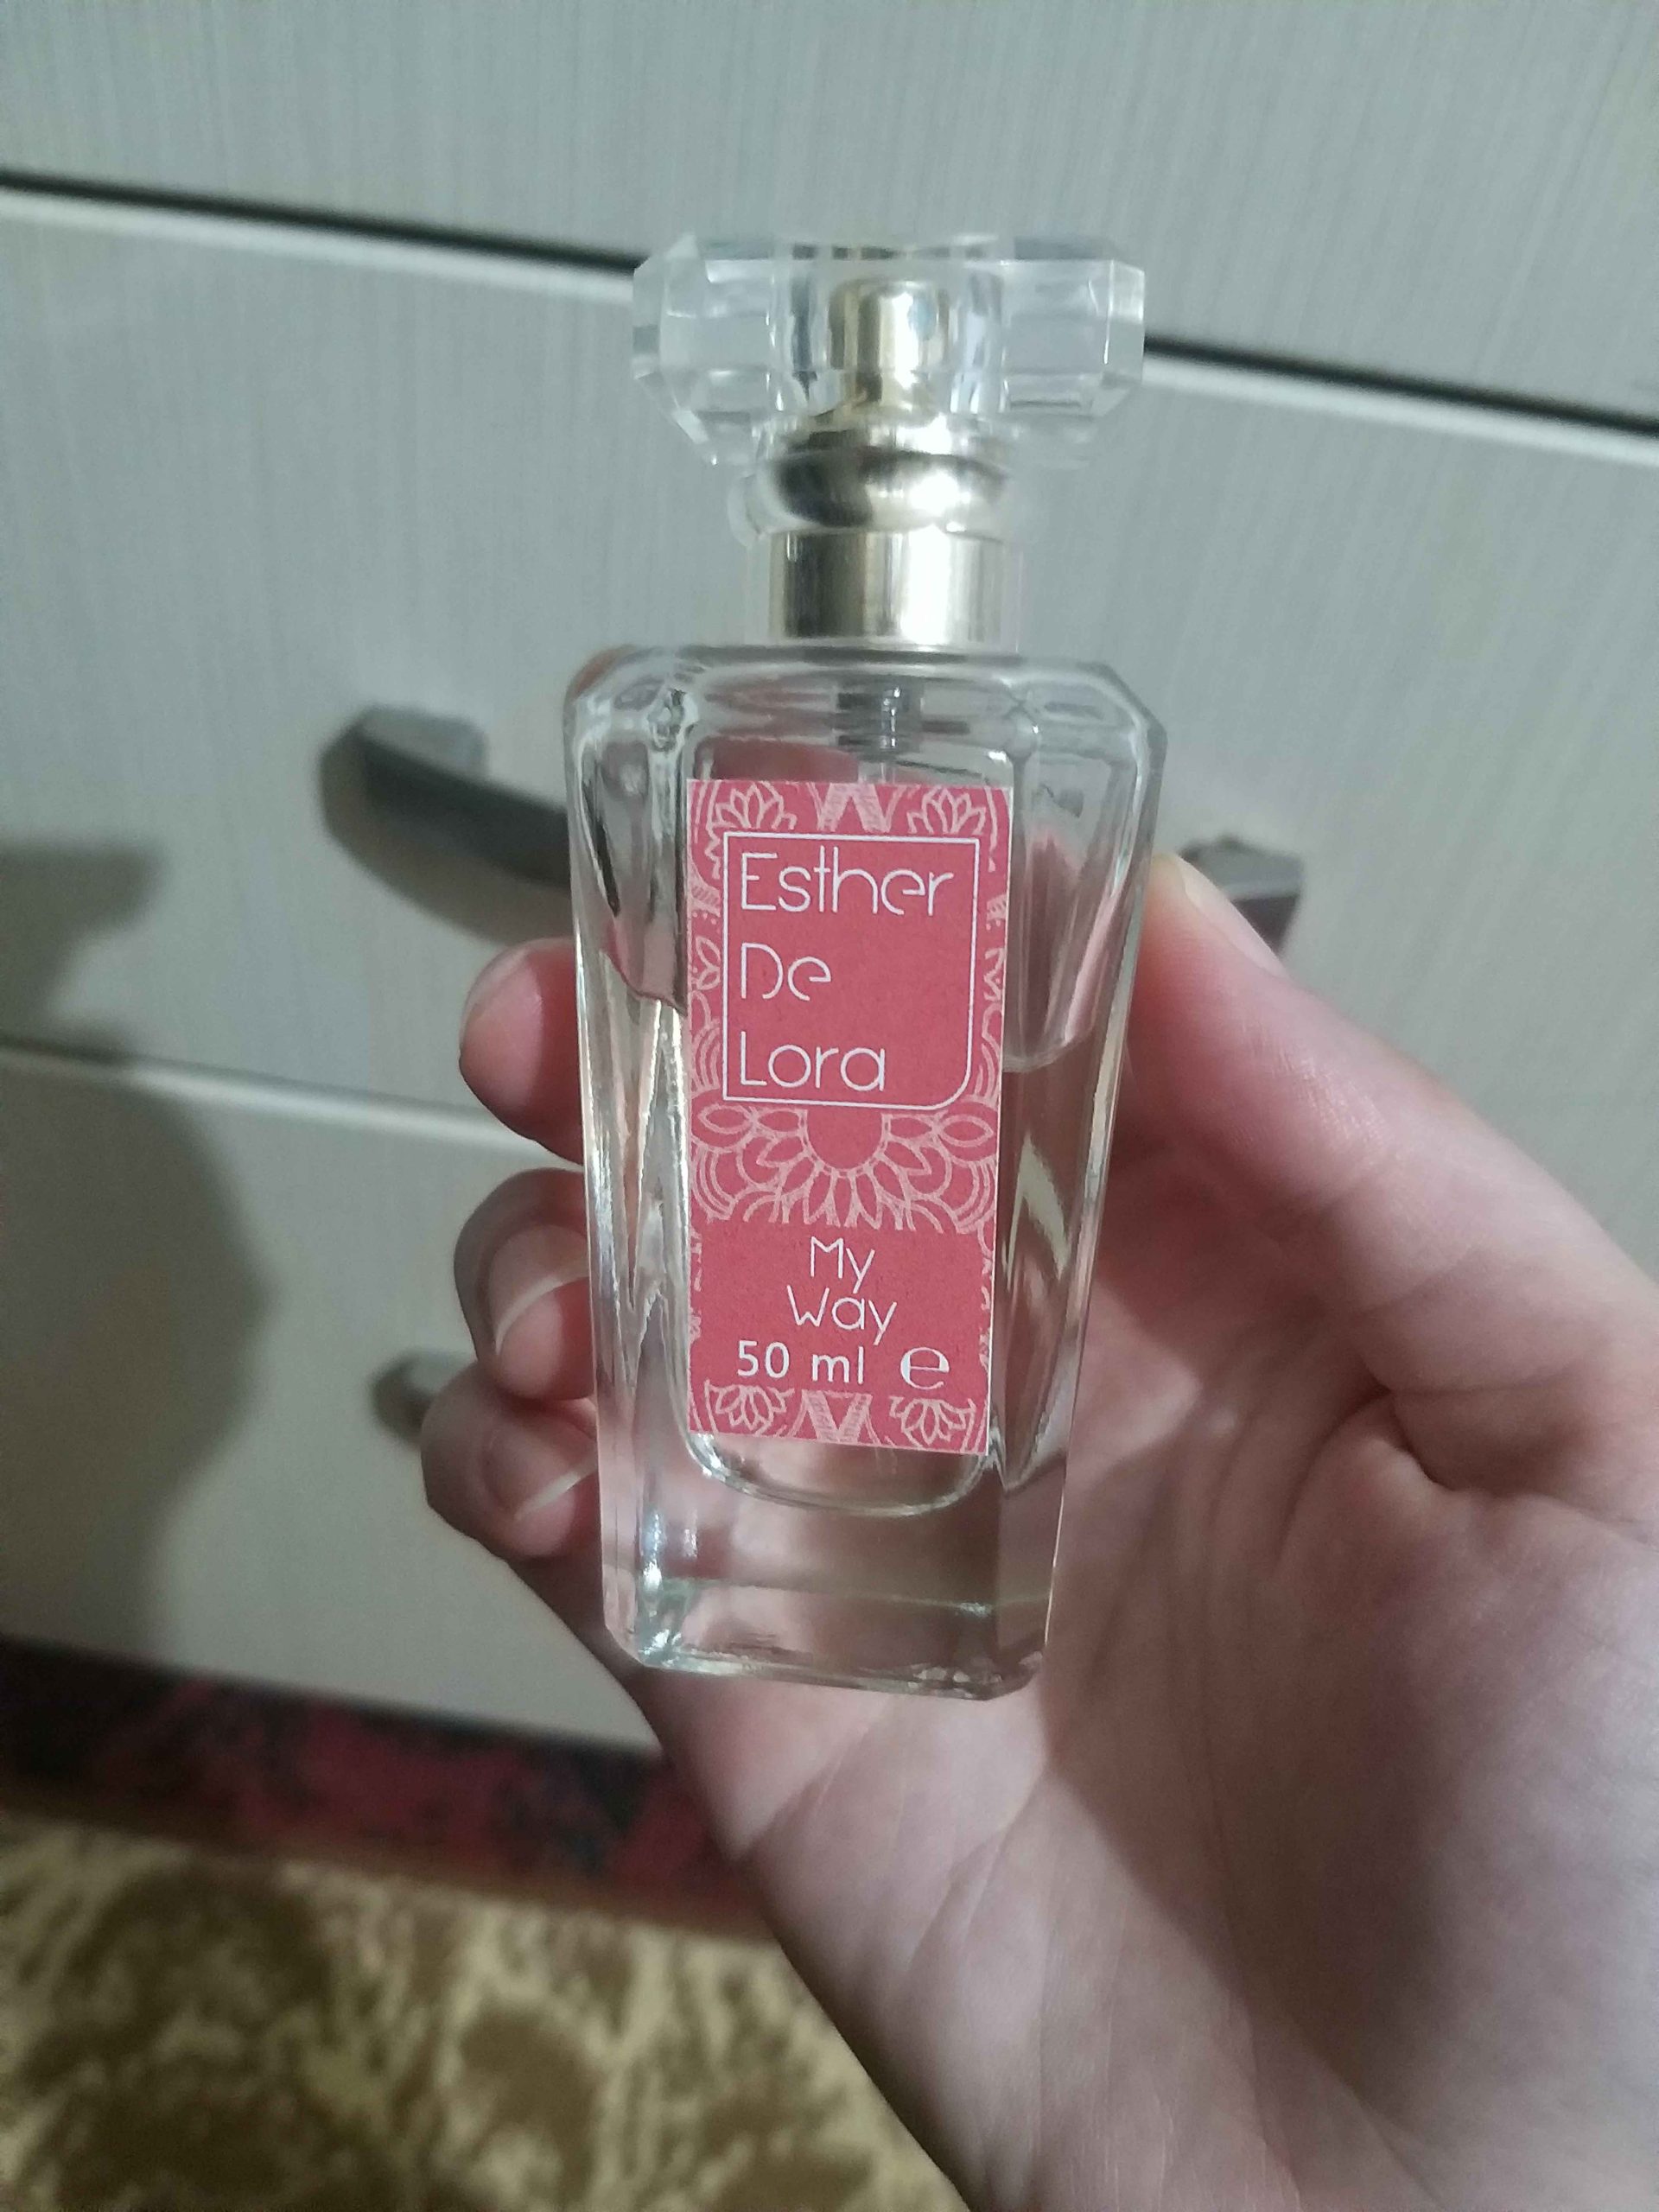 Esther
De
Lora
My
Way
50 ml ℮